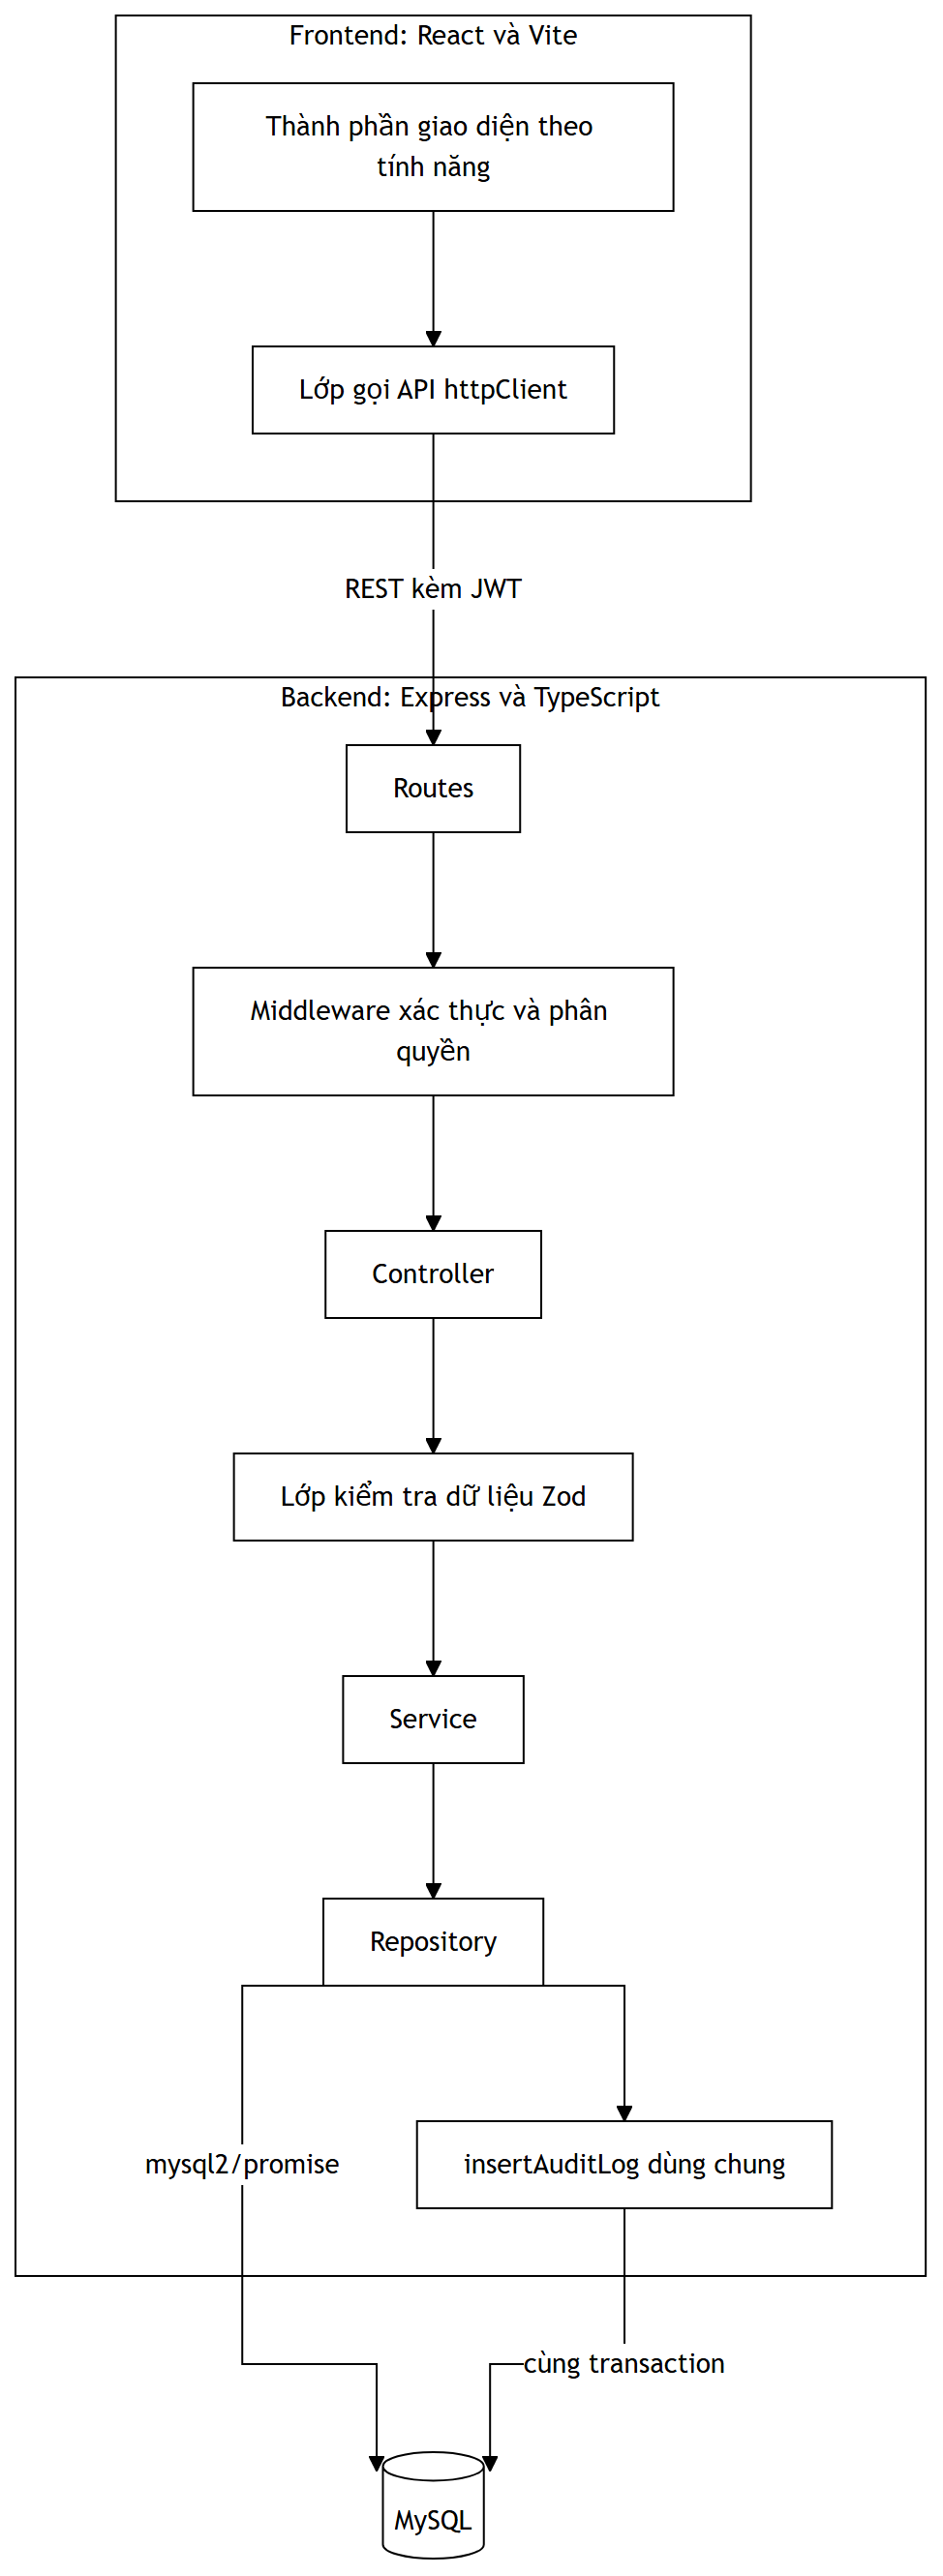 Frontend: React và Vite
Thành phần giao diện theo
tính năng
Lớp gọi API httpClient
REST kèm JWT
Backend: Express và TypeScript
Routes
Middleware xác thực và phân
quyền
Controller
Lớp kiểm tra dữ liệu Zod
Service
Repository
mysql2/promise
insertAuditLog dùng chung
cùng transaction
MySQL